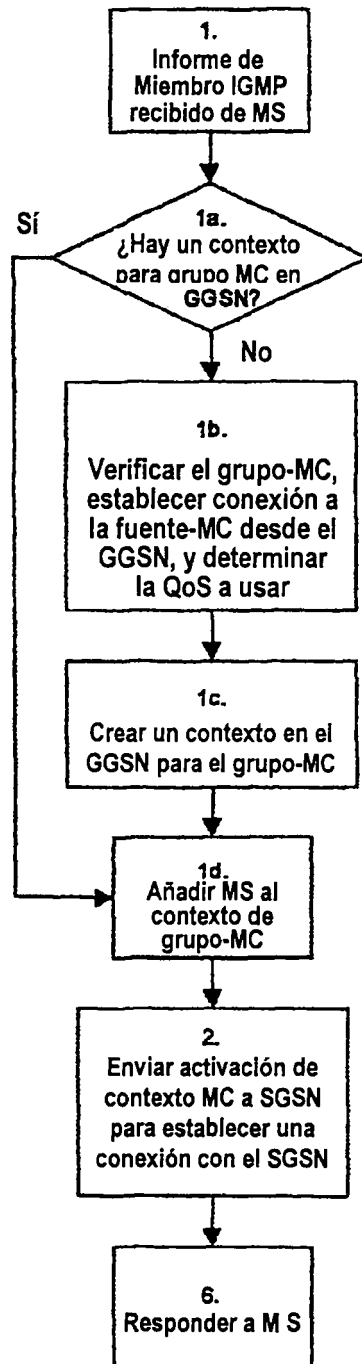 1.
Informe de
Miembro IGMP
recibido de MS
Sí
1a.
¿Hay un contexto
para grupo MC en
GGSN?
No
1b.
Verificar el grupo-MC,
establecer conexión a
la fuente-MC desde el
GGSN, y determinar
la QoS a usar
1c.
Crear un contexto en el
GGSN para el grupo-MC
1d.
Añadir MS al
contexto de
grupo-MC
2.
Enviar activación de
contexto MC a SGSN
para establecer una
conexión con el SGSN
6.
Responder a M S